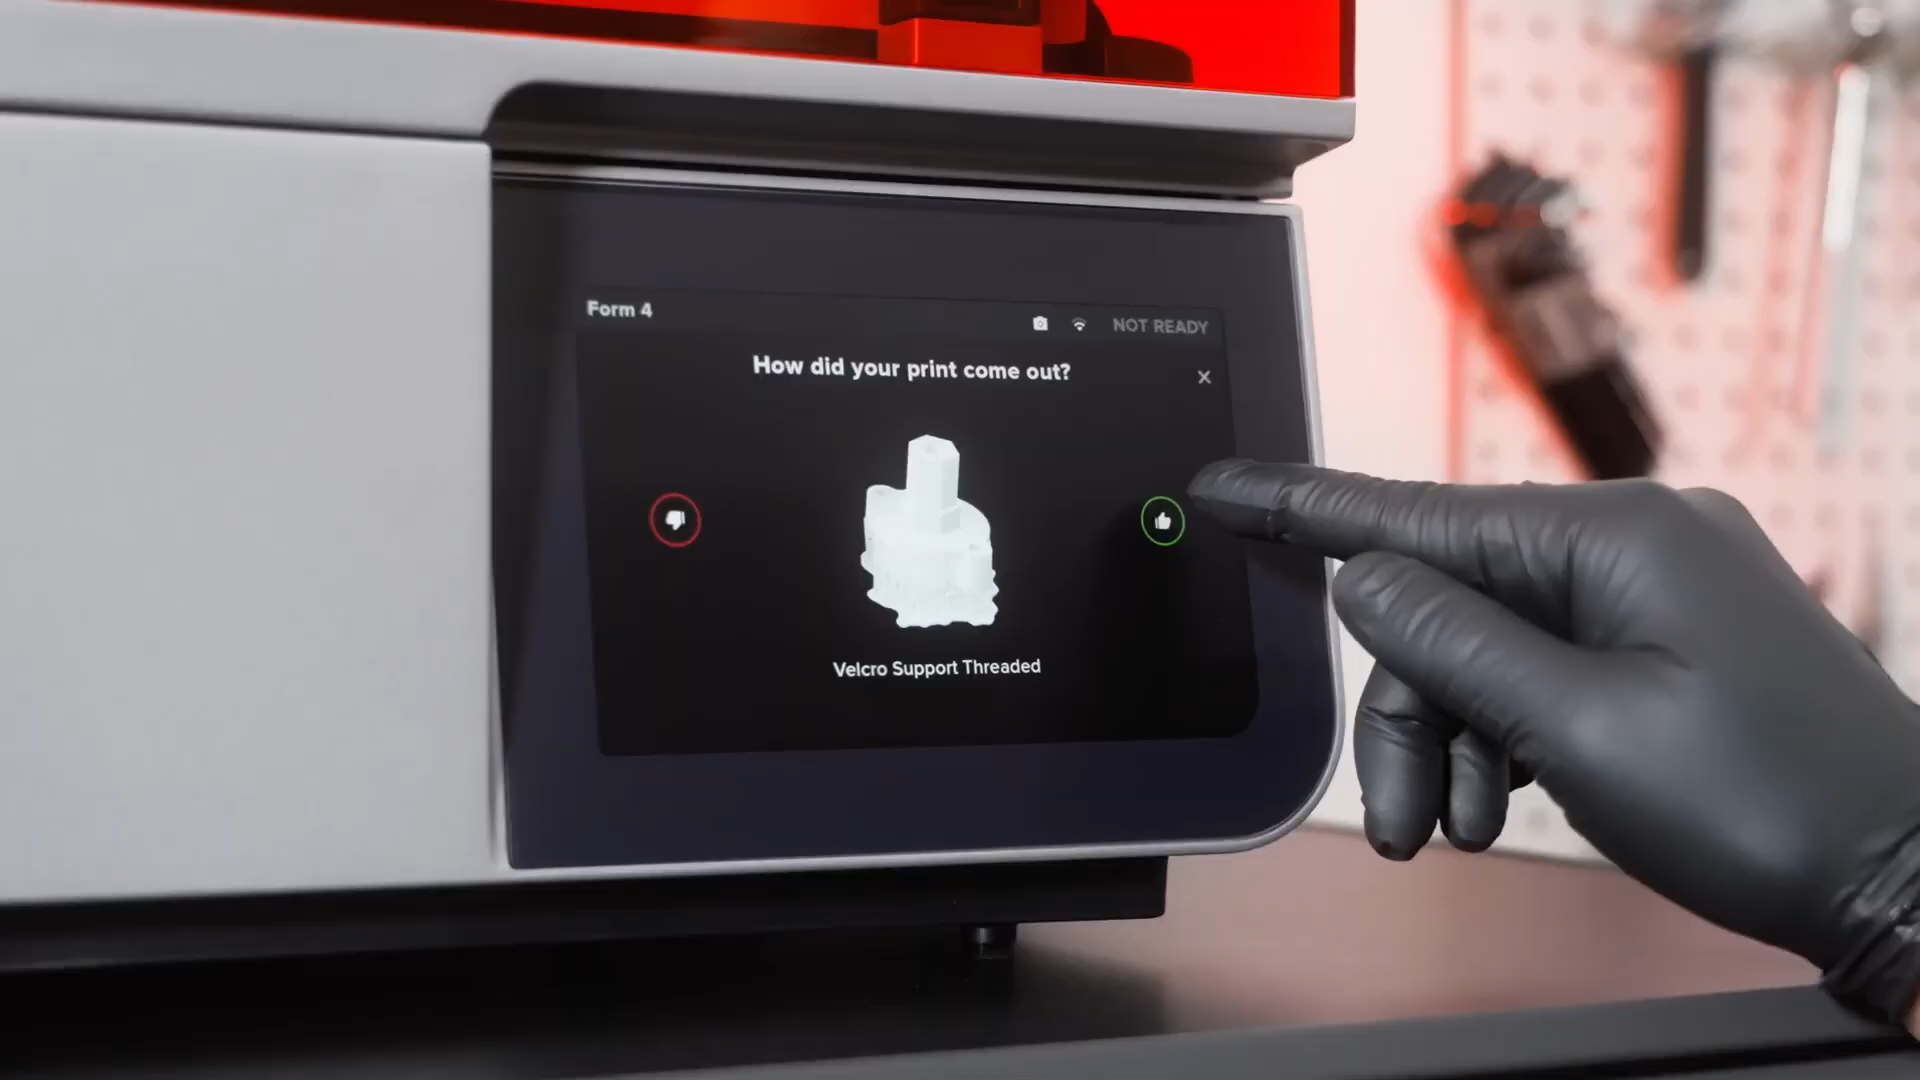 Form 4
NOT READY
How did your print come out?
Velcro Support Threaded